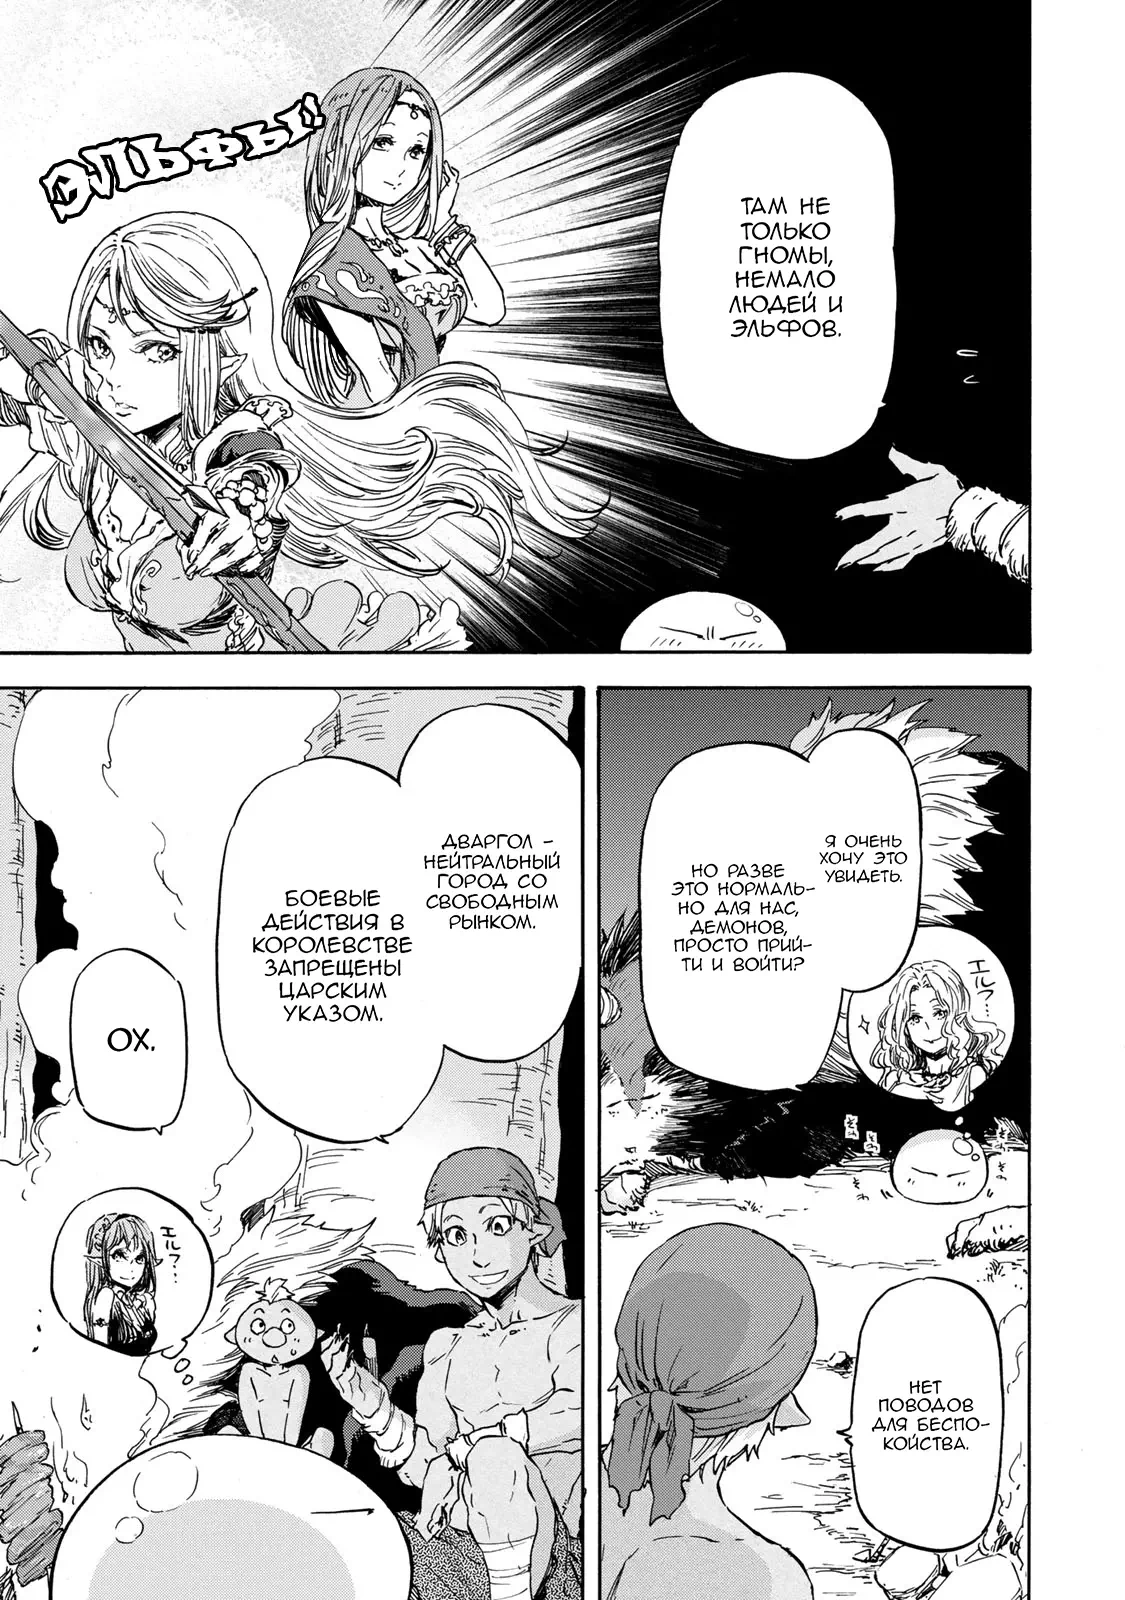 ТАМ НЕ
ТОЛЬКО
ГНОМЫ,
НЕМАЛО
ЛЮДЕЙ И
ЭЛЬФОВ.
ЭЛЬФЫ!
Я ОЧЕНЬ
ХОЧУ ЭТО
УВИДЕТЬ.
НО РАЗВЕ
ЭТО НОРМАЛЬ-
НО ДЛЯ НАС,
ДЕМОНОВ,
ПРОСТО ПРИЙ-
ТИ И ВОЙТИ?
エルフ…
НЕТ
ПОВОДОВ
ДЛЯ БЕСПО-
КОЙСТВА.
ДВАРГОЛ –
НЕЙТРАЛЬНЫЙ
ГОРОД СО
СВОБОДНЫМ
РЫНКОМ.
БОЕВЫЕ
ДЕЙСТВИЯ В
КОРОЛЕВСТВЕ
ЗАПРЕЩЕНЫ
ЦАРСКИМ
УКАЗОМ.
ОХ.
エルフ…